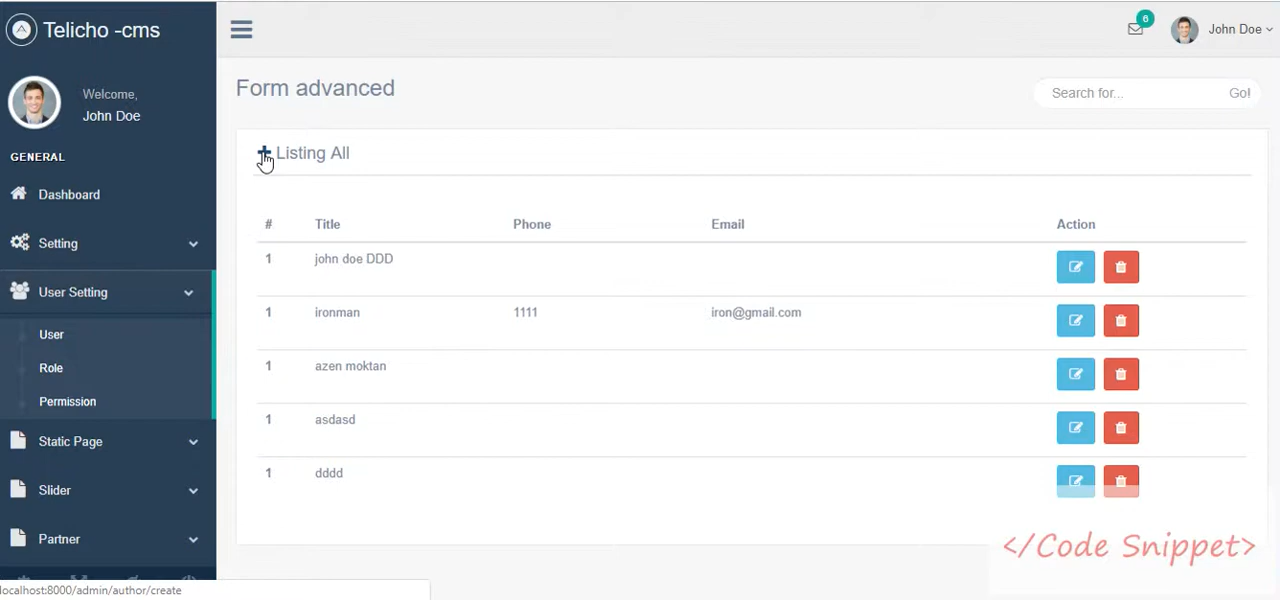 Telicho -cms
6
John Doe
Welcome,
John Doe
GENERAL
Dashboard
Setting
User Setting
User
Role
Permission
Static Page
Slider
Partner
Form advanced
Search for...
Go!
Listing All
# Title Phone Email Action
1 john doe DDD
1 ironman 1111 iron@gmail.com
1 azen moktan
1 asdasd
1 dddd
</Code Snippet>
localhost:8000/admin/author/create